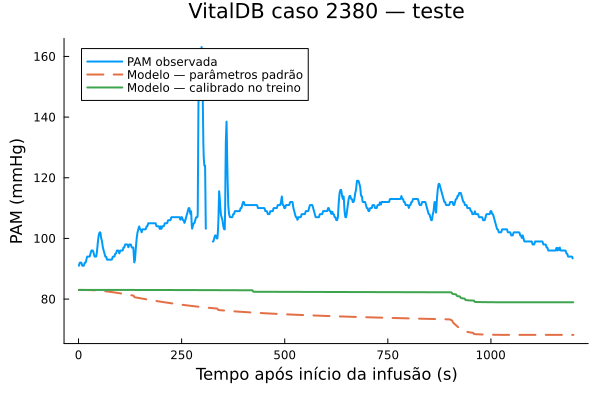 VitalDB caso 2380 — teste
PAM (mmHg)
160
140
120
100
80
PAM observada
Modelo — parâmetros padrão
Modelo — calibrado no treino
0
250
500
750
1000
Tempo após início da infusão (s)